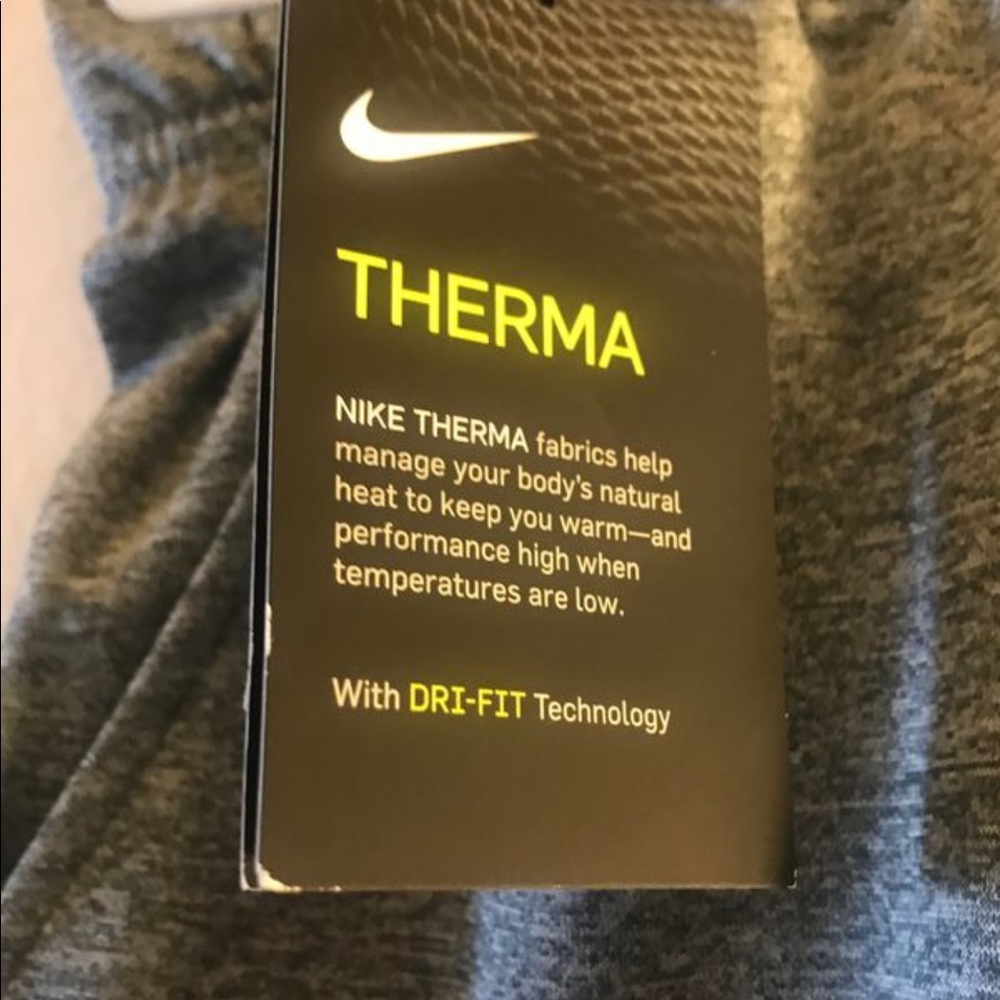 THERMA
NIKE THERMA fabrics help
manage your body's natural
heat to keep you warm—and
performance high when
temperatures are low.
With DRI-FIT Technology